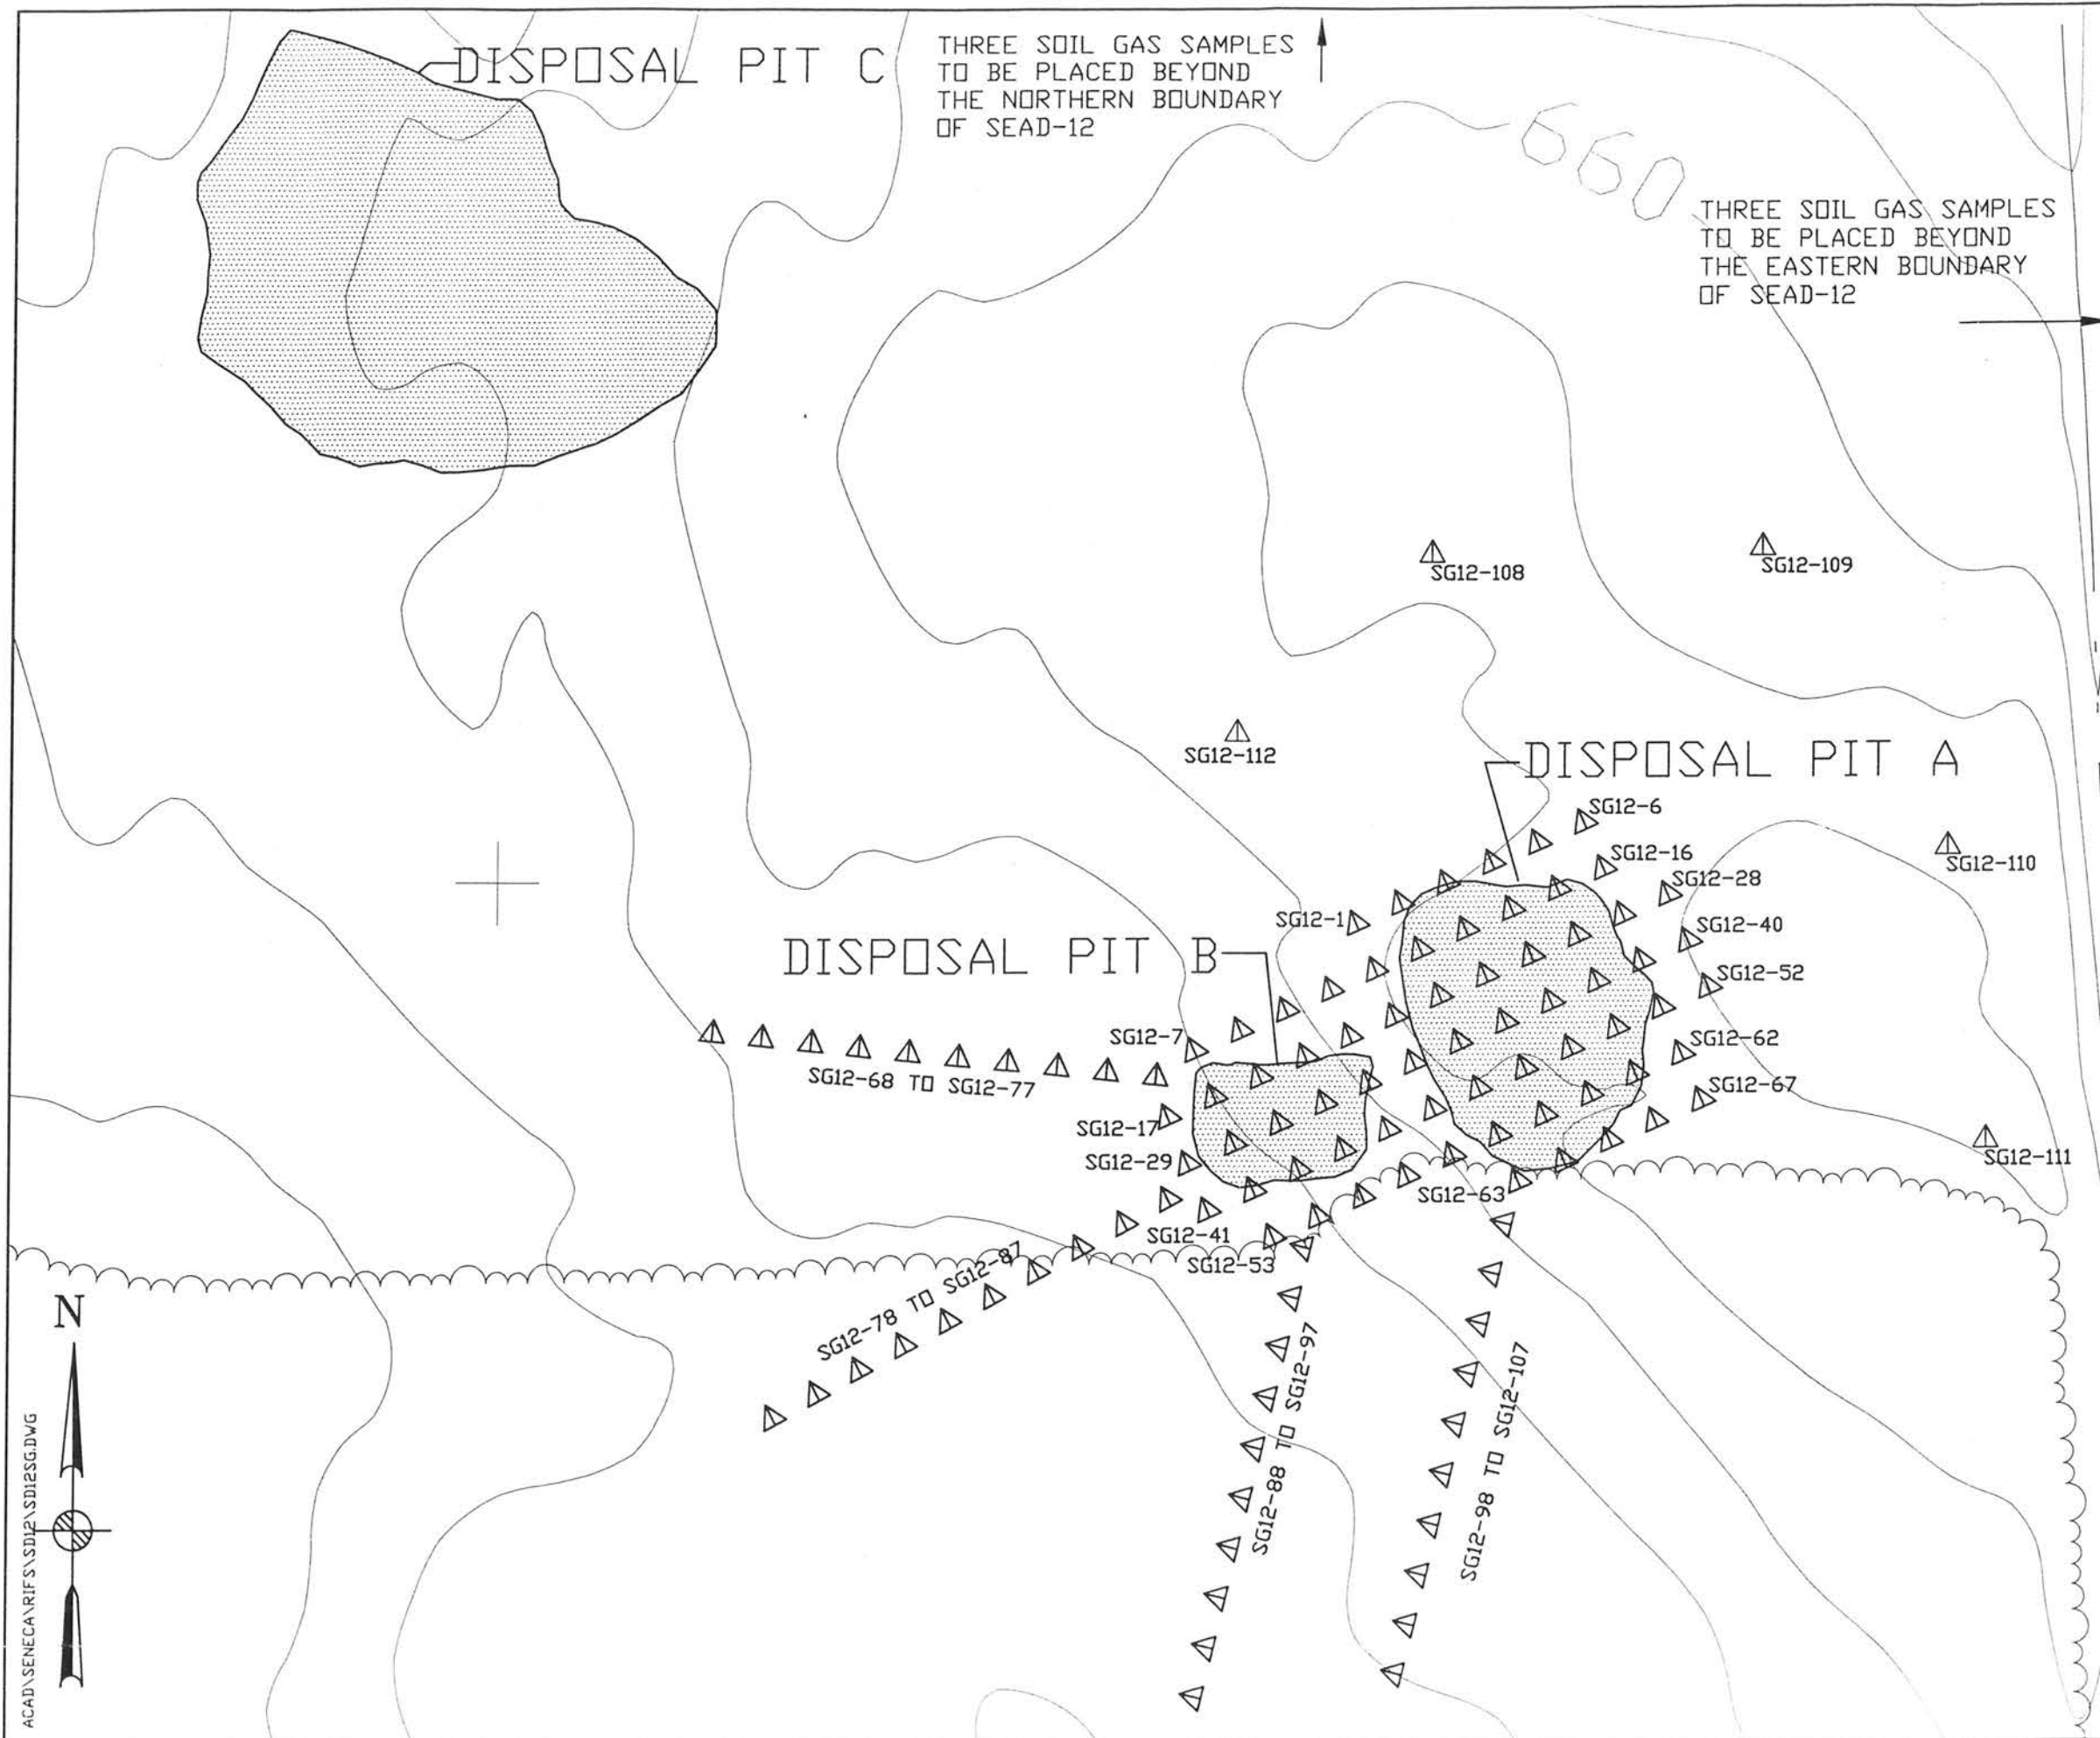 DISPOSAL PIT C
THREE SOIL GAS SAMPLES
TO BE PLACED BEYOND
THE NORTHERN BOUNDARY
OF SEAD-12
660
THREE SOIL GAS SAMPLES
TO BE PLACED BEYOND
THE EASTERN BOUNDARY
OF SEAD-12
SG12-108
SG12-109
SG12-112
DISPOSAL PIT A
SG12-6
SG12-16
SG12-110
SG12-28
SG12-1
SG12-40
DISPOSAL PIT B
SG12-52
SG12-7
SG12-62
SG12-68 TO SG12-77
SG12-67
SG12-17
SG12-29
SG12-111
SG12-63
SG12-41
SG12-53
SG12-78 TO SG12-87
SG12-88 TO SG12-97
SG12-98 TO SG12-107
N
ACAD\SENECA\RIFS\SD12\SD12SG.DWG